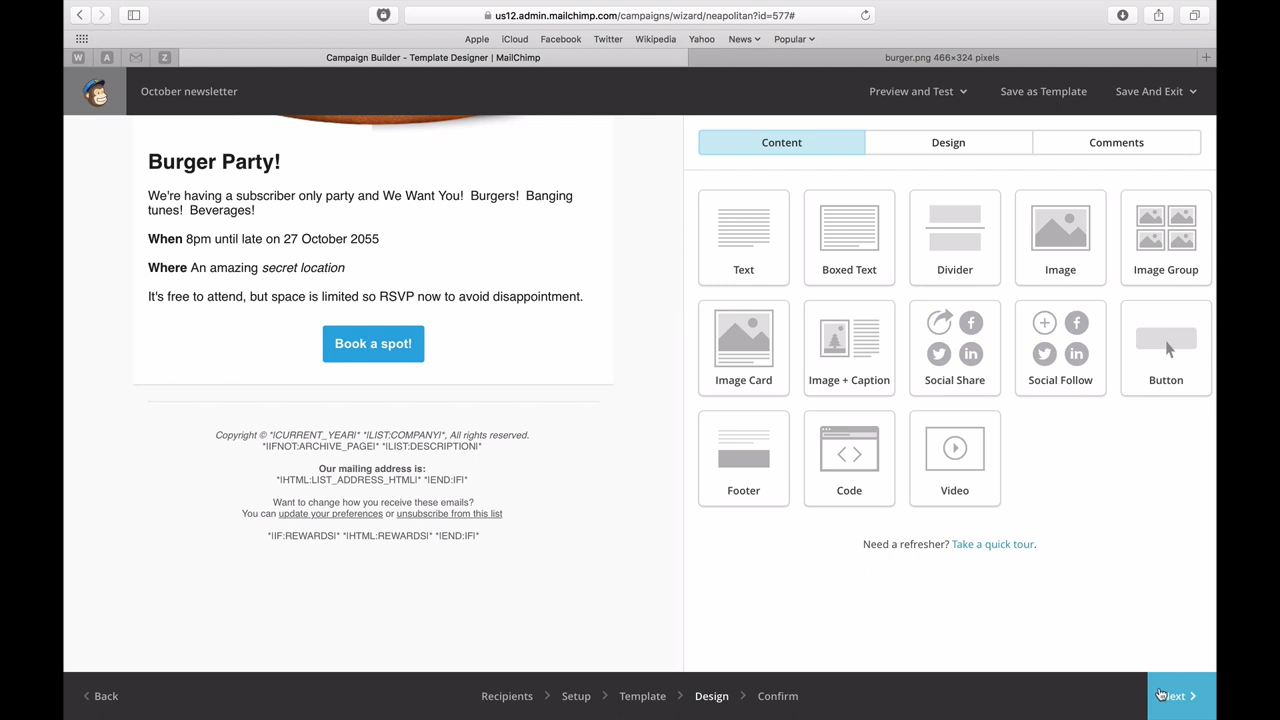 us12.admin.mailchimp.com/campaigns/wizard/neapolitan?id=577#
Apple iCloud Facebook Twitter Wikipedia Yahoo News Popular
W A Z Campaign Builder - Template Designer | MailChimp burger.png 466×324 pixels
October newsletter Preview and Test Save as Template Save And Exit
Content Design Comments
Burger Party!
We're having a subscriber only party and We Want You! Burgers! Banging
tunes! Beverages!
When 8pm until late on 27 October 2055
Where An amazing secret location
It's free to attend, but space is limited so RSVP now to avoid disappointment.
Book a spot!
Copyright © *|CURRENT_YEAR|* *|LIST:COMPANY|*, All rights reserved.
*|IFNOT:ARCHIVE_PAGE|* *|LIST:DESCRIPTION|*
Our mailing address is:
*|HTML:LIST_ADDRESS_HTML|* *|END:IF|*
Want to change how you receive these emails?
You can update your preferences or unsubscribe from this list
*|IF:REWARDS|* *|HTML:REWARDS|* *|END:IF|*
Text Boxed Text Divider Image Image Group
Image Card Image + Caption Social Share Social Follow Button
Footer Code Video
Need a refresher? Take a quick tour.
Back Recipients Setup Template Design Confirm Next